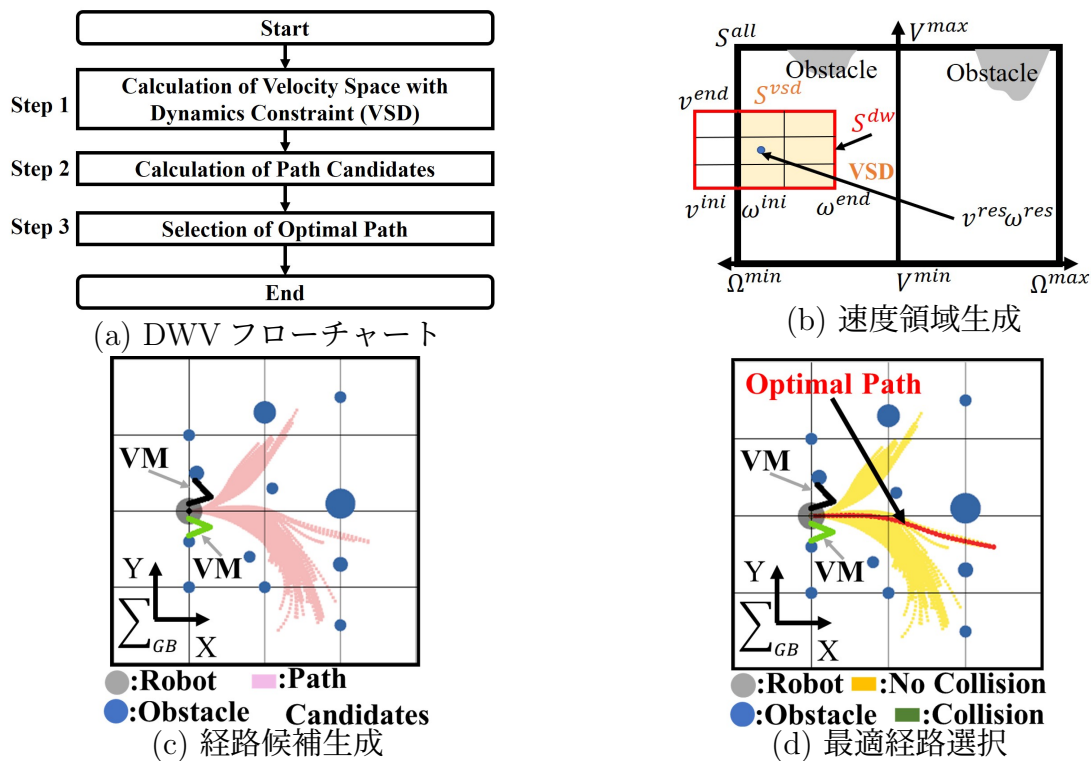 Start
Step 1
Calculation of Velocity Space with
Dynamics Constraint (VSD)
Step 2
Calculation of Path Candidates
Step 3
Selection of Optimal Path
End
(a) DWV フローチャート
S^{all}
V^{max}
Obstacle
Obstacle
v^{end}
S^{vsd}
S^{dw}
VSD
v^{ini}
ω^{ini}
ω^{end}
v^{res}ω^{res}
Ω^{min}
V^{min}
Ω^{max}
(b) 速度領域生成
VM
VM
Y
∑_{GB}
X
:Robot
:Path
:Obstacle
Candidates
(c) 経路候補生成
Optimal Path
VM
VM
Y
∑_{GB}
X
:Robot
:No Collision
:Obstacle
:Collision
(d) 最適経路選択